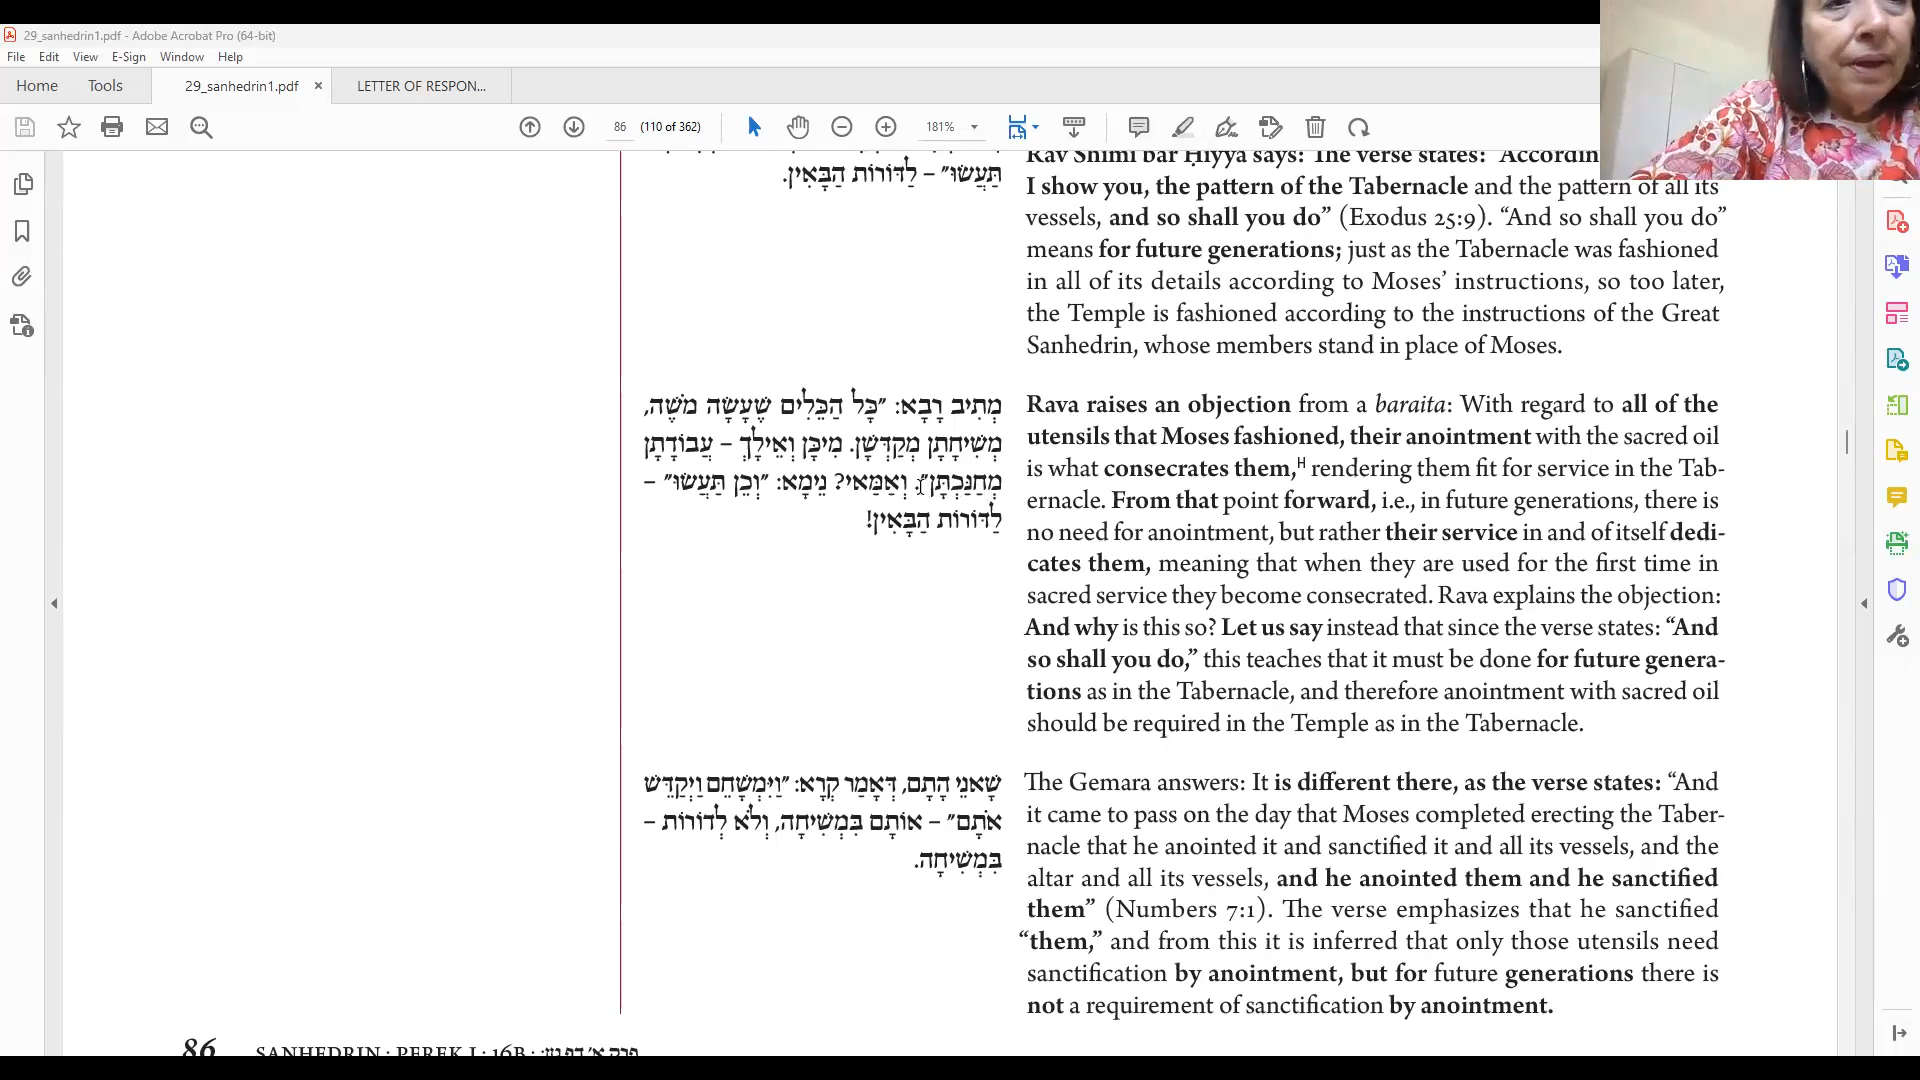 29_sanhedrin1.pdf - Adobe Acrobat Pro (64-bit)
File Edit View E-Sign Window Help
Home Tools 29_sanhedrin1.pdf × LETTER OF RESPON...
86 (110 of 362) 181%
תַּעֲשׂוּ״ – לַדּוֹרוֹת הַבָּאִין.
Rav Shimi bar Ḥiyya says: The verse states: “Accordin
I show you, the pattern of the Tabernacle and the pattern of all its
vessels, and so shall you do” (Exodus 25:9). “And so shall you do”
means for future generations; just as the Tabernacle was fashioned
in all of its details according to Moses’ instructions, so too later,
the Temple is fashioned according to the instructions of the Great
Sanhedrin, whose members stand in place of Moses.
מְתִיב רָבָא: ״כׇּל הַכֵּלִים שֶׁעָשָׂה מֹשֶׁה,
מְשִׁיחָתָן מְקַדְּשָׁן. מִיכָּן וְאֵילָךְ – עֲבוֹדָתָן
מְחַנַּכְתָּן״. וְאַמַּאי? נֵימָא: ״וְכֵן תַּעֲשׂוּ״ –
לַדּוֹרוֹת הַבָּאִין!
Rava raises an objection from a baraita: With regard to all of the
utensils that Moses fashioned, their anointment with the sacred oil
is what consecrates them,H rendering them fit for service in the Tab-
ernacle. From that point forward, i.e., in future generations, there is
no need for anointment, but rather their service in and of itself dedi-
cates them, meaning that when they are used for the first time in
sacred service they become consecrated. Rava explains the objection:
And why is this so? Let us say instead that since the verse states: “And
so shall you do,” this teaches that it must be done for future genera-
tions as in the Tabernacle, and therefore anointment with sacred oil
should be required in the Temple as in the Tabernacle.
שָׁאנֵי הָתָם, דְּאָמַר קְרָא: ״וַיִּמְשָׁחֵם וַיְקַדֵּשׁ
אֹתָם״ – אוֹתָם בִּמְשִׁיחָה, וְלֹא לְדוֹרוֹת –
בִּמְשִׁיחָה.
The Gemara answers: It is different there, as the verse states: “And
it came to pass on the day that Moses completed erecting the Taber-
nacle that he anointed it and sanctified it and all its vessels, and the
altar and all its vessels, and he anointed them and he sanctified
them” (Numbers 7:1). The verse emphasizes that he sanctified
“them,” and from this it is inferred that only those utensils need
sanctification by anointment, but for future generations there is
not a requirement of sanctification by anointment.
86 SANHEDRIN · PEREK I · 16B · פרק א׳ דף טז: